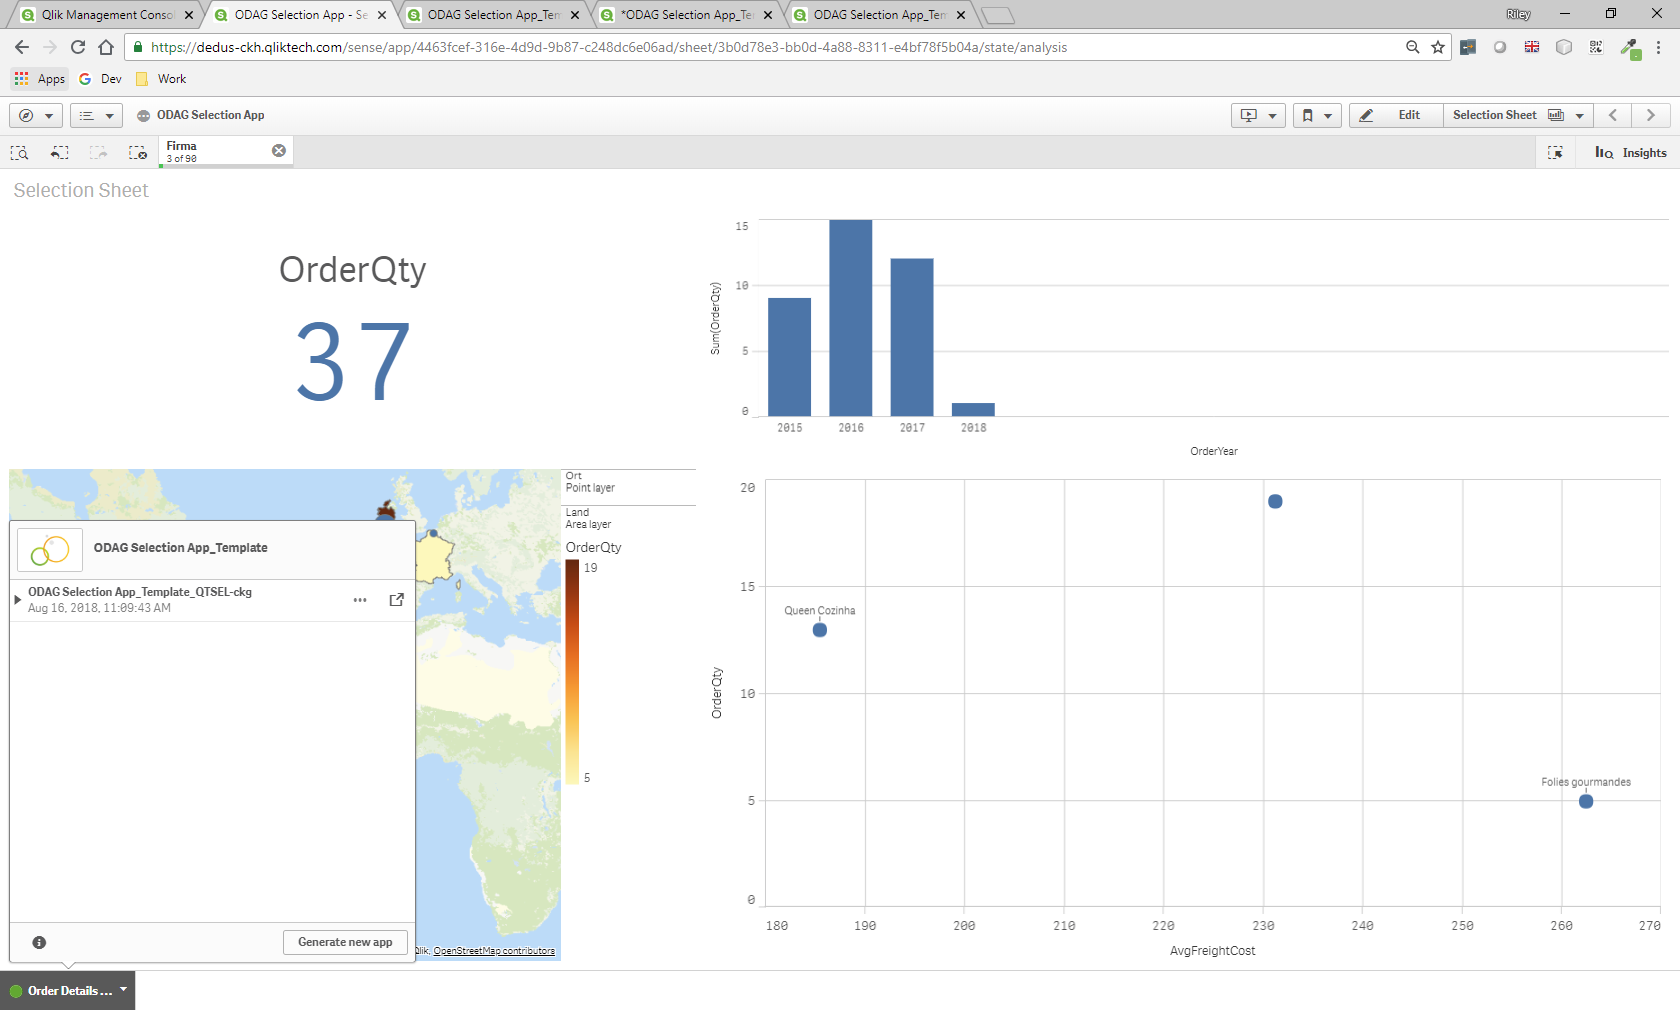 Qlik Management Consol
ODAG Selection App - Se
ODAG Selection App_Tem
*ODAG Selection App_Te
ODAG Selection App_Tem
Riley
https://dedus-ckh.qliktech.com/sense/app/4463fcef-316e-4d9d-9b87-c248dc6e06ad/sheet/3b0d78e3-bb0d-4a88-8311-e4bf78f5b04a/state/analysis
Apps
Dev
Work
ODAG Selection App
Edit
Selection Sheet
Firma
3 of 90
Insights
Selection Sheet
OrderQty
37
Sum(OrderQty)
15
10
5
0
2015 2016 2017 2018
OrderYear
Ort
Point layer
Land
Area layer
OrderQty
19
5
ODAG Selection App_Template
ODAG Selection App_Template_QTSEL-ckg
Aug 16, 2018, 11:09:43 AM
Generate new app
Qlik, OpenStreetMap contributors
OrderQty
20
15
10
5
0
Queen Cozinha
Folies gourmandes
180 190 200 210 220 230 240 250 260 270
AvgFreightCost
Order Details ...